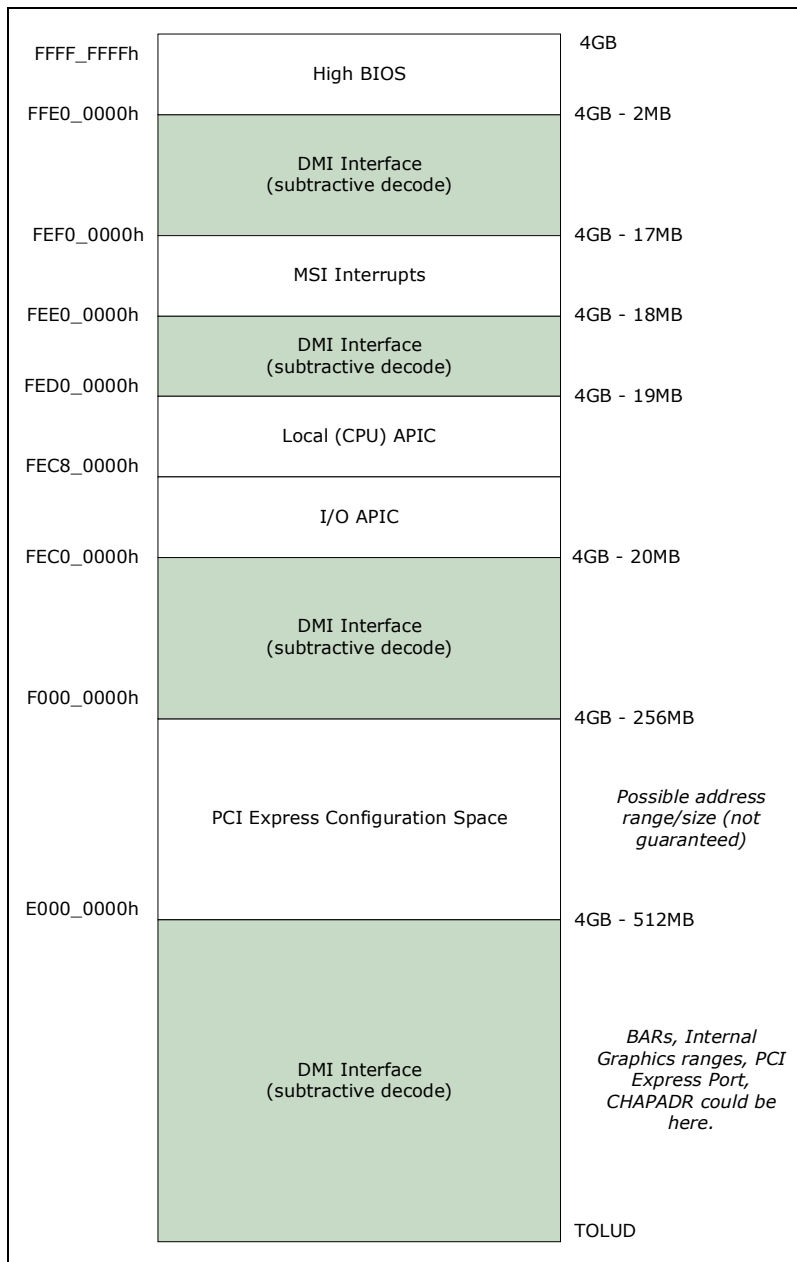 FFFF_FFFFh
4GB
High BIOS
FFE0_0000h
4GB - 2MB
DMI Interface
(subtractive decode)
FEF0_0000h
4GB - 17MB
MSI Interrupts
FEE0_0000h
4GB - 18MB
DMI Interface
(subtractive decode)
FED0_0000h
4GB - 19MB
Local (CPU) APIC
FEC8_0000h
I/O APIC
FEC0_0000h
4GB - 20MB
DMI Interface
(subtractive decode)
F000_0000h
4GB - 256MB
PCI Express Configuration Space
Possible address
range/size (not
guaranteed)
E000_0000h
4GB - 512MB
DMI Interface
(subtractive decode)
BARs, Internal
Graphics ranges, PCI
Express Port,
CHAPADR could be
here.
TOLUD